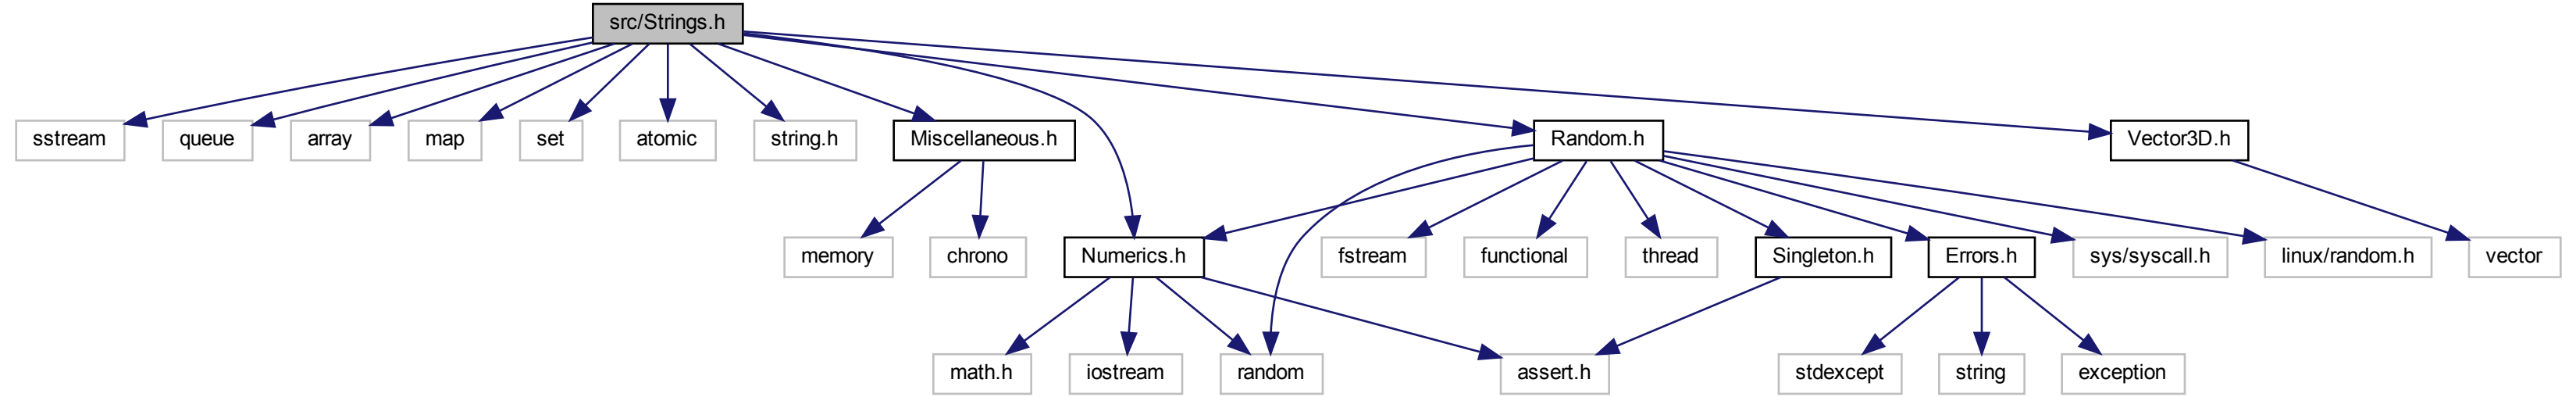 src/Strings.h
sstream
queue
array
map
set
atomic
string.h
Miscellaneous.h
Random.h
Vector3D.h
memory
chrono
Numerics.h
fstream
functional
thread
Singleton.h
Errors.h
sys/syscall.h
linux/random.h
vector
math.h
iostream
random
assert.h
stdexcept
string
exception